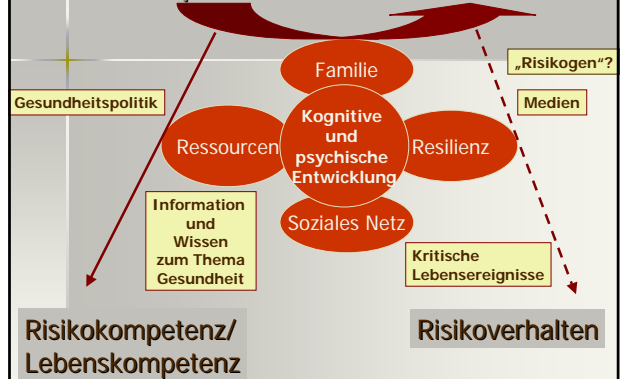 Familie
„Risikogen“?
Gesundheitspolitik
Medien
Kognitive
und
psychische
Entwicklung
Ressourcen
Resilienz
Information
und
Wissen
zum Thema
Gesundheit
Soziales Netz
Kritische
Lebensereignisse
Risikokompetenz/
Lebenskompetenz
Risikoverhalten